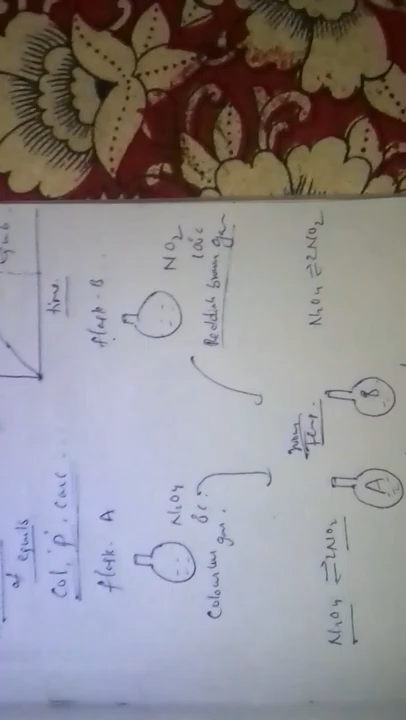 time
Col, 'P', conc
flask. A
flask. B
N₂O₄
NO₂
Colourless gas.
Reddish brown gas
N₂O₄ ⇌ 2NO₂
N₂O₄ ⇌ 2NO₂
A
B